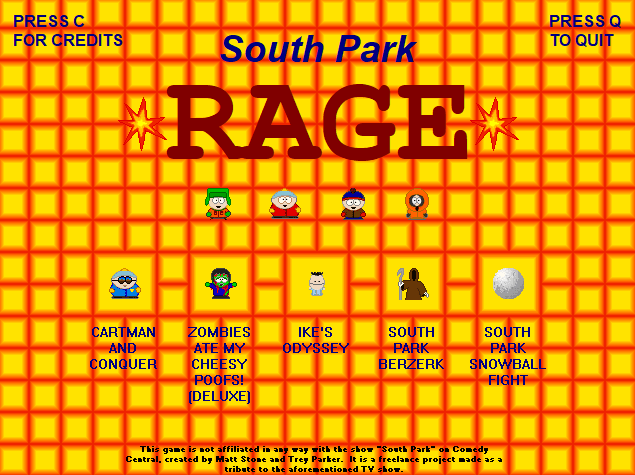 PRESS C
FOR CREDITS
PRESS Q
TO QUIT
South Park
RAGE
CARTMAN
AND
CONQUER
ZOMBIES
ATE MY
CHEESY
POOFS!
(DELUXE)
IKE'S
ODYSSEY
SOUTH
PARK
BERZERK
SOUTH
PARK
SNOWBALL
FIGHT
This game is not affiliated in any way with the show "South Park" on Comedy
Central, created by Matt Stone and Trey Parker.  It is a freelance project made as a
tribute to the aforementioned TV show.